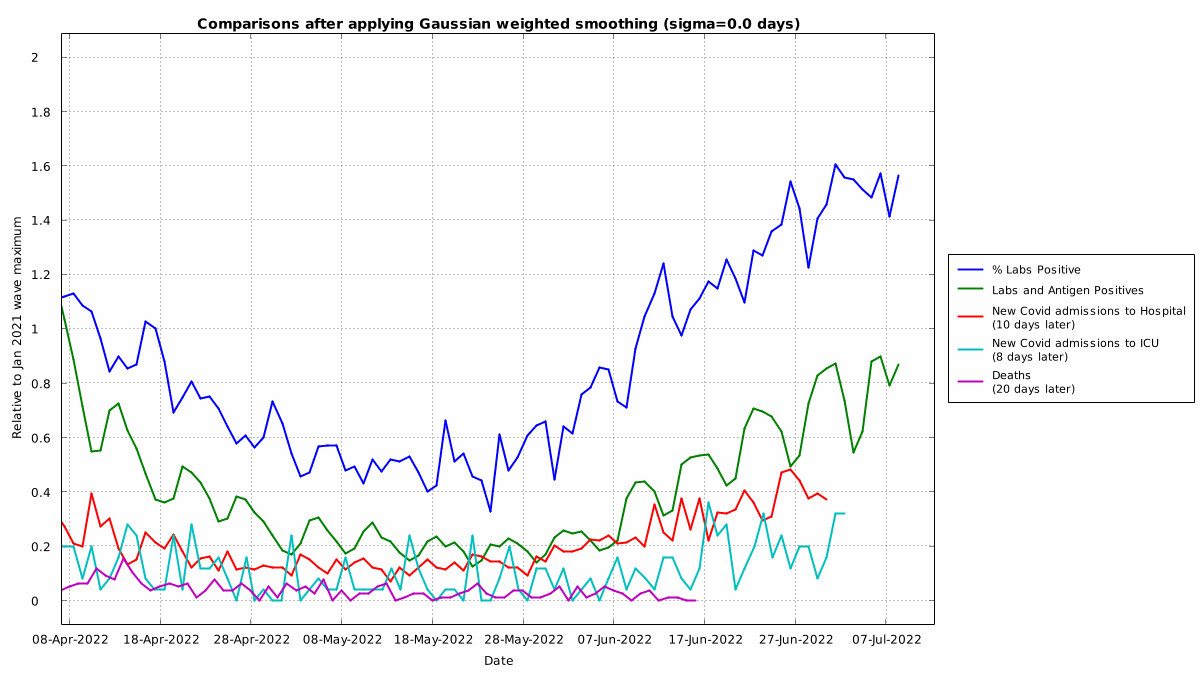 Comparisons after applying Gaussian weighted smoothing (sigma=0.0 days)
Relative to Jan 2021 wave maximum
2
1.8
1.6
1.4
1.2
1
0.8
0.6
0.4
0.2
0
08-Apr-2022 18-Apr-2022 28-Apr-2022 08-May-2022 18-May-2022 28-May-2022 07-Jun-2022 17-Jun-2022 27-Jun-2022 07-Jul-2022
Date
% Labs Positive
Labs and Antigen Positives
New Covid admissions to Hospital
(10 days later)
New Covid admissions to ICU
(8 days later)
Deaths
(20 days later)